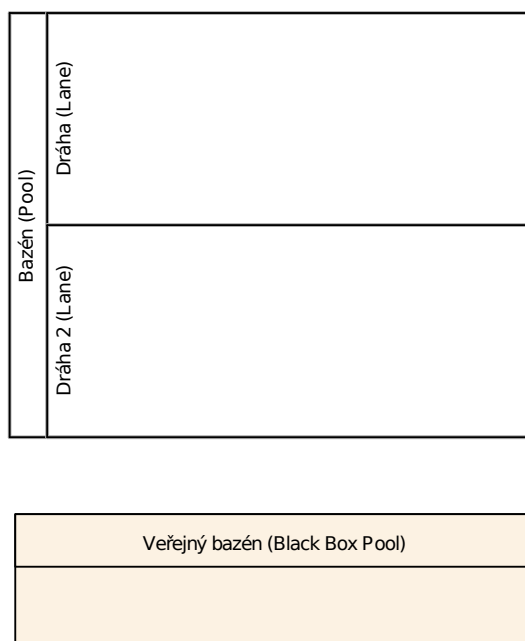 Bazén (Pool)
Dráha (Lane)
Dráha 2 (Lane)
Veřejný bazén (Black Box Pool)